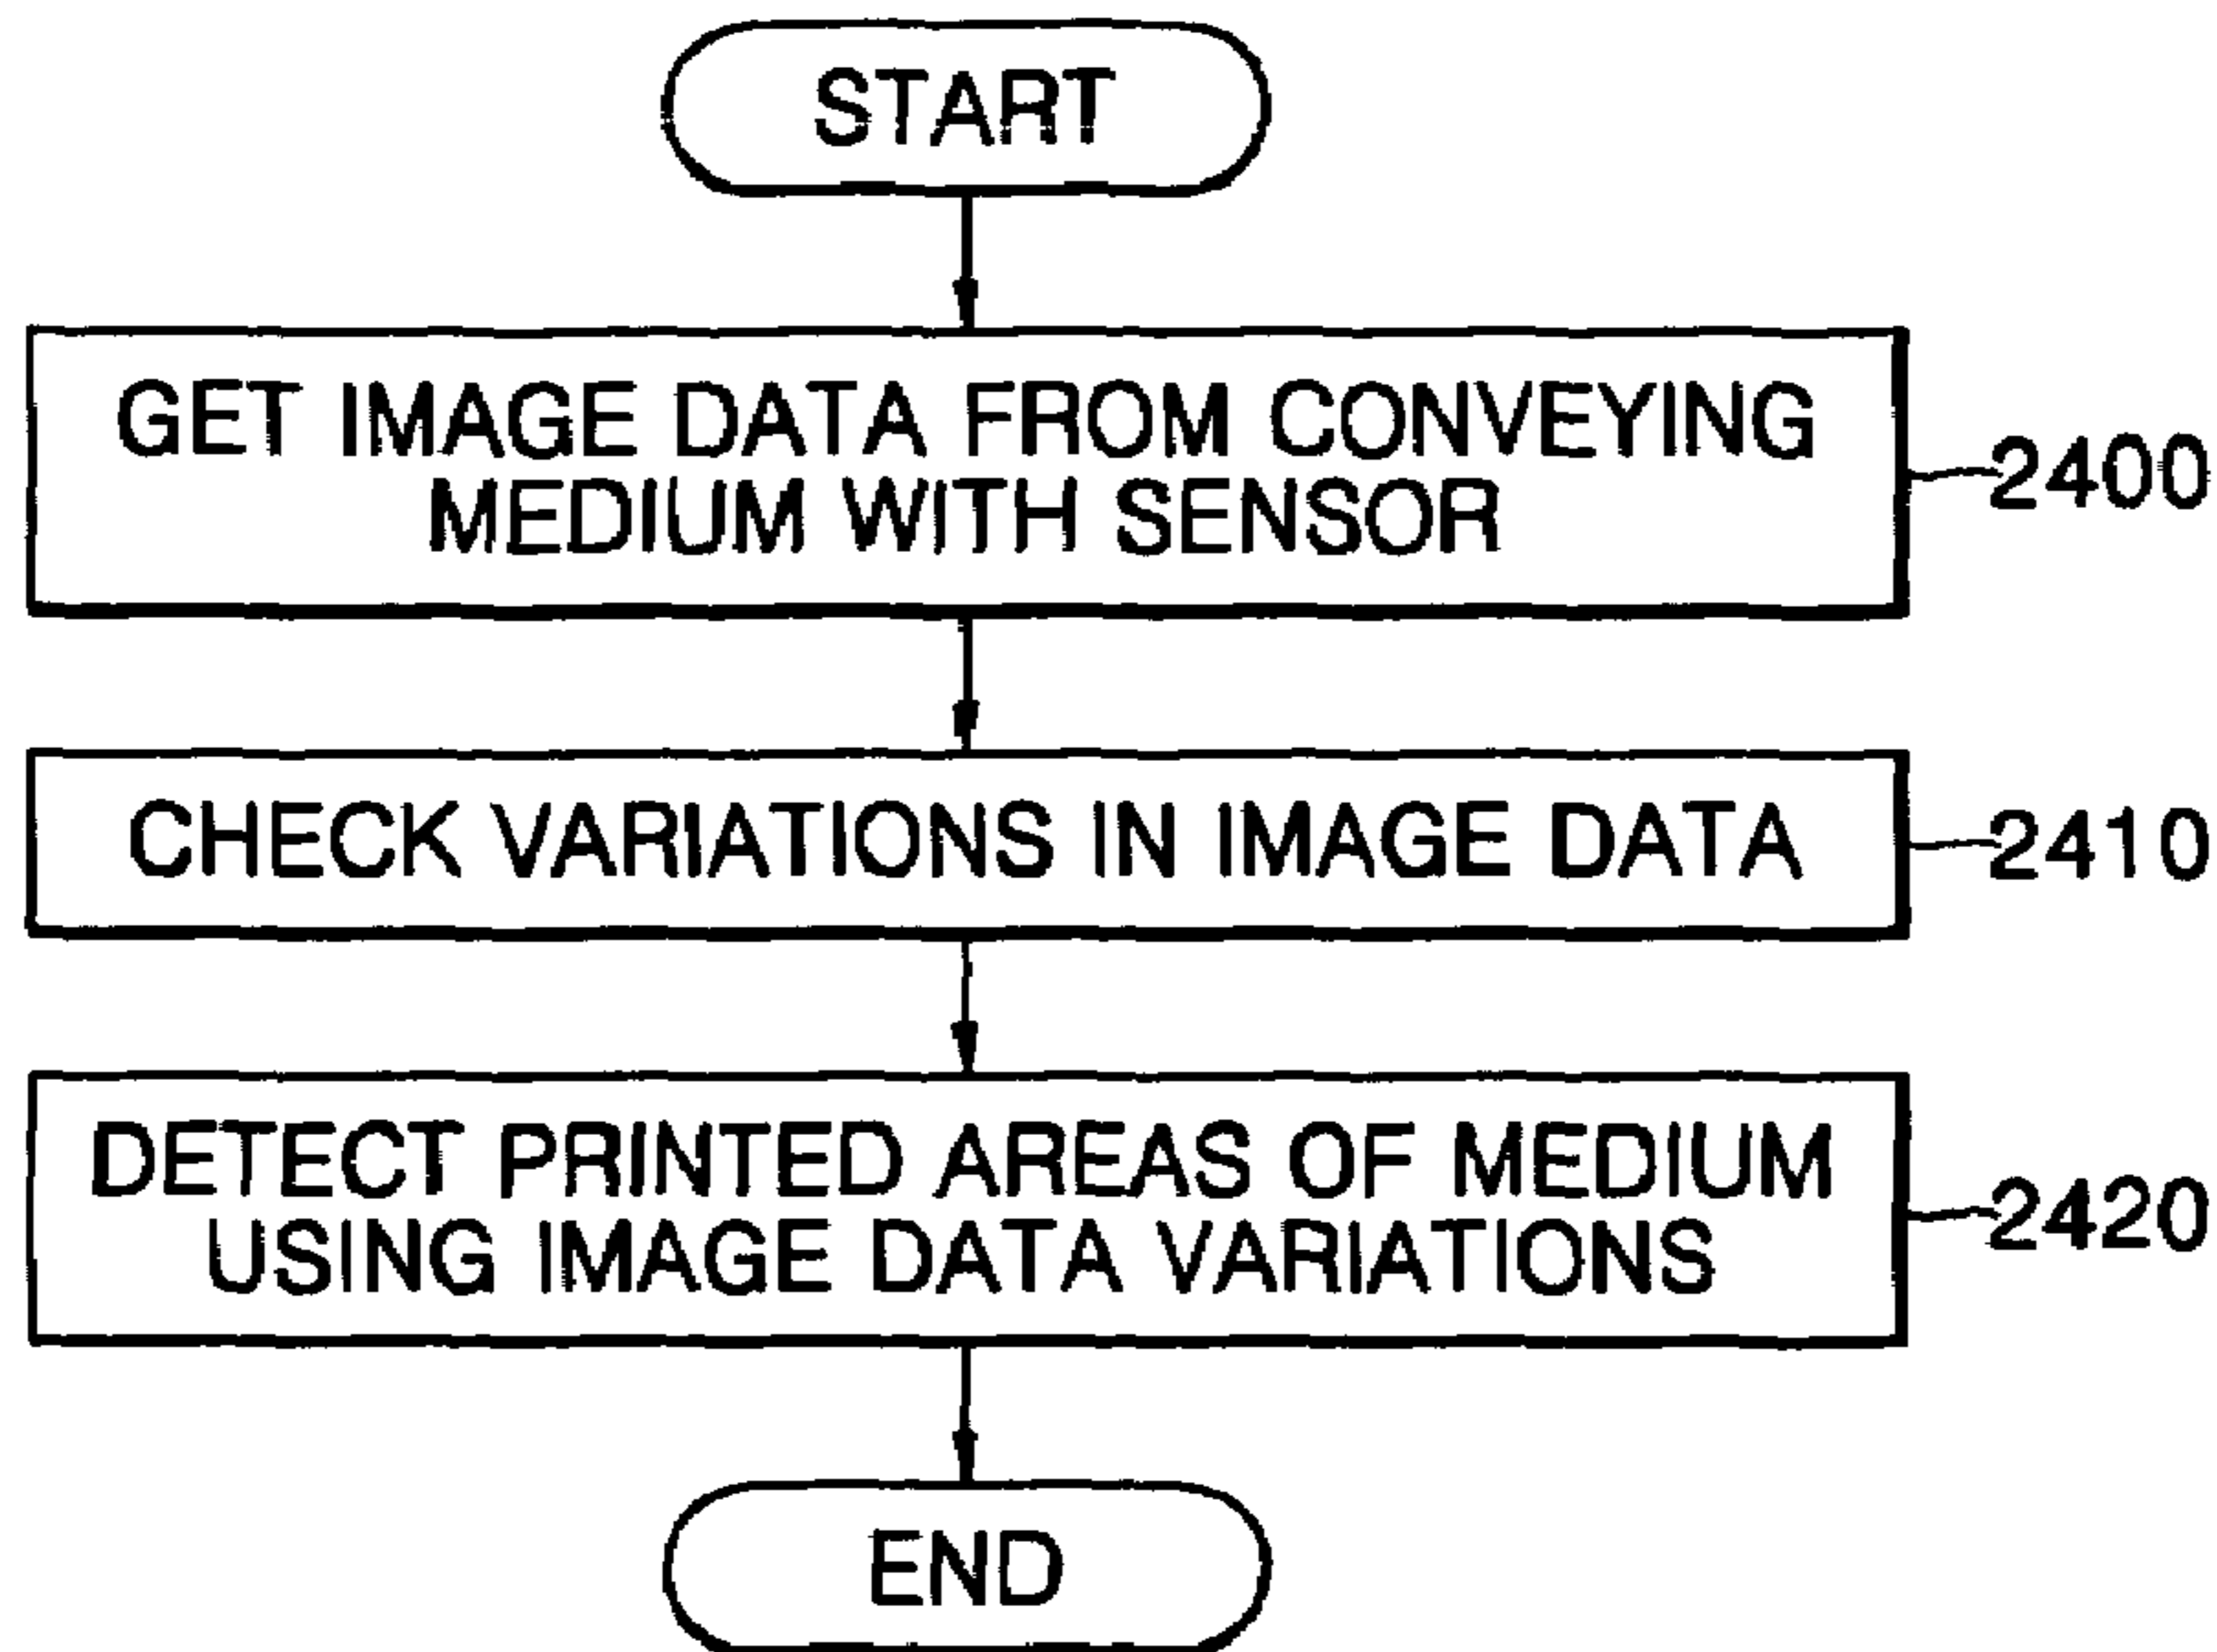 START
GET IMAGE DATA FROM CONVEYING
MEDIUM WITH SENSOR
2400
CHECK VARIATIONS IN IMAGE DATA
2410
DETECT PRINTED AREAS OF MEDIUM
USING IMAGE DATA VARIATIONS
2420
END